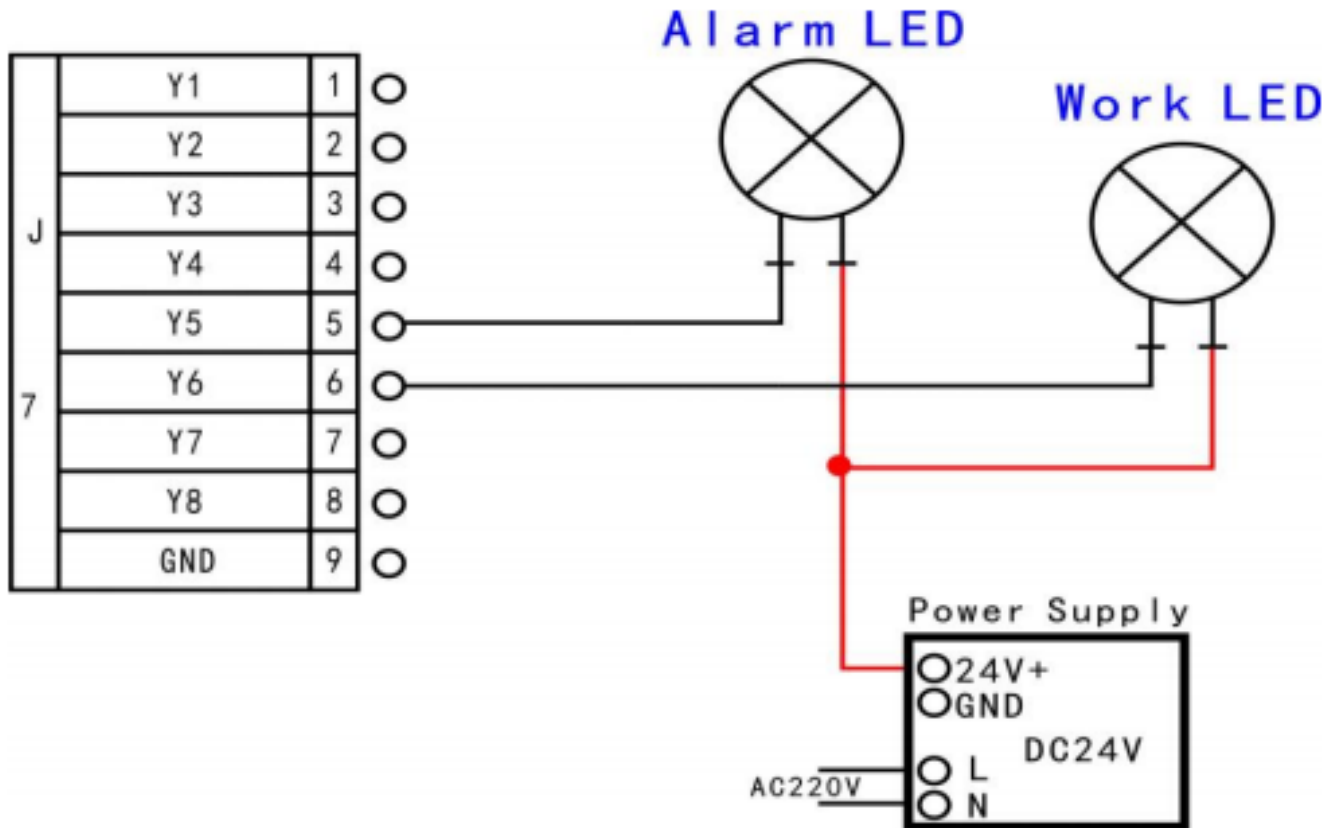 Alarm LED
Work LED
J7
Y1 1
Y2 2
Y3 3
Y4 4
Y5 5
Y6 6
Y7 7
Y8 8
GND 9
Power Supply
24V+
GND
DC24V
AC220V
L
N